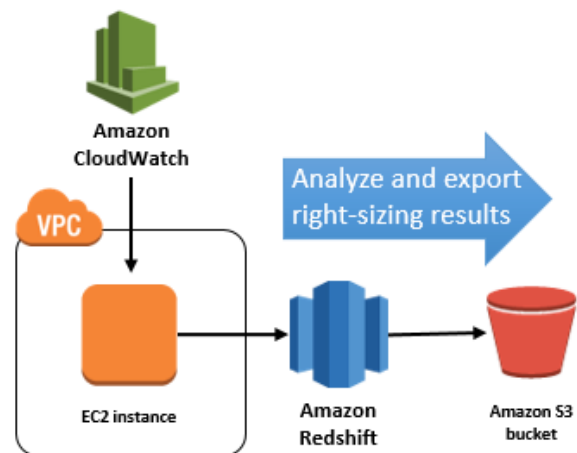 Amazon
CloudWatch
Analyze and export
right-sizing results
VPC
EC2 instance
Amazon
Redshift
Amazon S3
bucket